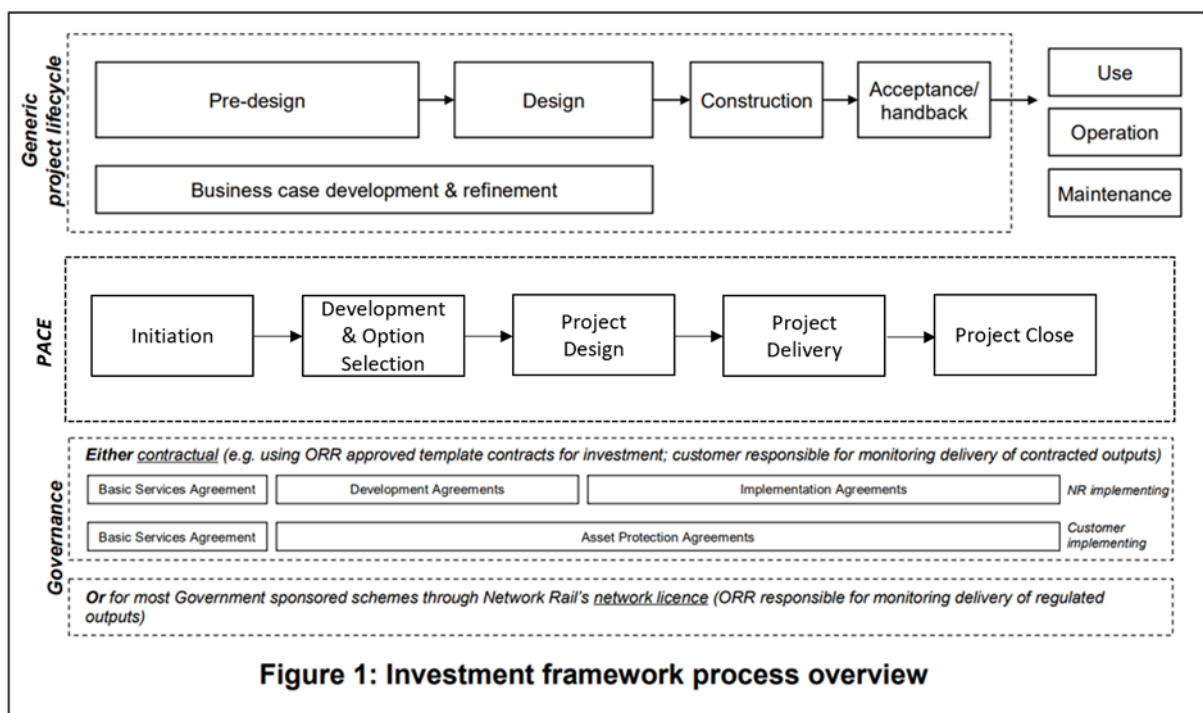 Generic
project lifecycle
Pre-design
Design
Construction
Acceptance/
handback
Use
Operation
Maintenance
Business case development & refinement
PACE
Initiation
Development
& Option
Selection
Project
Design
Project
Delivery
Project Close
Governance
Either contractual (e.g. using ORR approved template contracts for investment; customer responsible for monitoring delivery of contracted outputs)
Basic Services Agreement
Development Agreements
Implementation Agreements
NR implementing
Basic Services Agreement
Asset Protection Agreements
Customer
implementing
Or for most Government sponsored schemes through Network Rail's network licence (ORR responsible for monitoring delivery of regulated
outputs)
Figure 1: Investment framework process overview